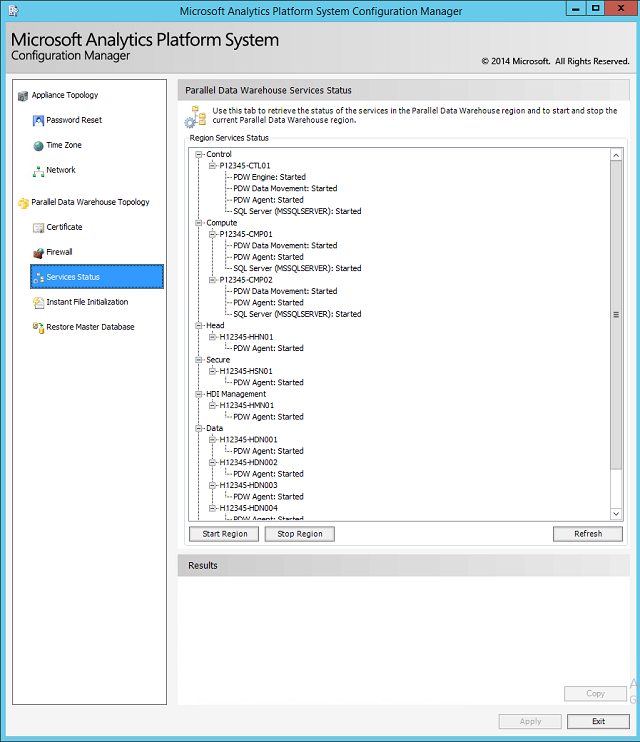 Microsoft Analytics Platform System Configuration Manager
Microsoft Analytics Platform System
Configuration Manager
© 2014 Microsoft. All Rights Reserved.
Appliance Topology
Password Reset
Time Zone
Network
Parallel Data Warehouse Topology
Certificate
Firewall
Services Status
Instant File Initialization
Restore Master Database
Parallel Data Warehouse Services Status
Use this tab to retrieve the status of the services in the Parallel Data Warehouse region and to start and stop the
current Parallel Data Warehouse region.
Region Services Status
Control
P12345-CTL01
PDW Engine: Started
PDW Data Movement: Started
PDW Agent: Started
SQL Server (MSSQLSERVER): Started
Compute
P12345-CMP01
PDW Data Movement: Started
PDW Agent: Started
SQL Server (MSSQLSERVER): Started
P12345-CMP02
PDW Data Movement: Started
PDW Agent: Started
SQL Server (MSSQLSERVER): Started
Head
H12345-HHN01
PDW Agent: Started
Secure
H12345-HSN01
PDW Agent: Started
HDI Management
H12345-HMN01
PDW Agent: Started
Data
H12345-HDN001
PDW Agent: Started
H12345-HDN002
PDW Agent: Started
H12345-HDN003
PDW Agent: Started
H12345-HDN004
PDW Agent: Started
Start Region
Stop Region
Refresh
Results
Copy
A
G
Apply
Exit